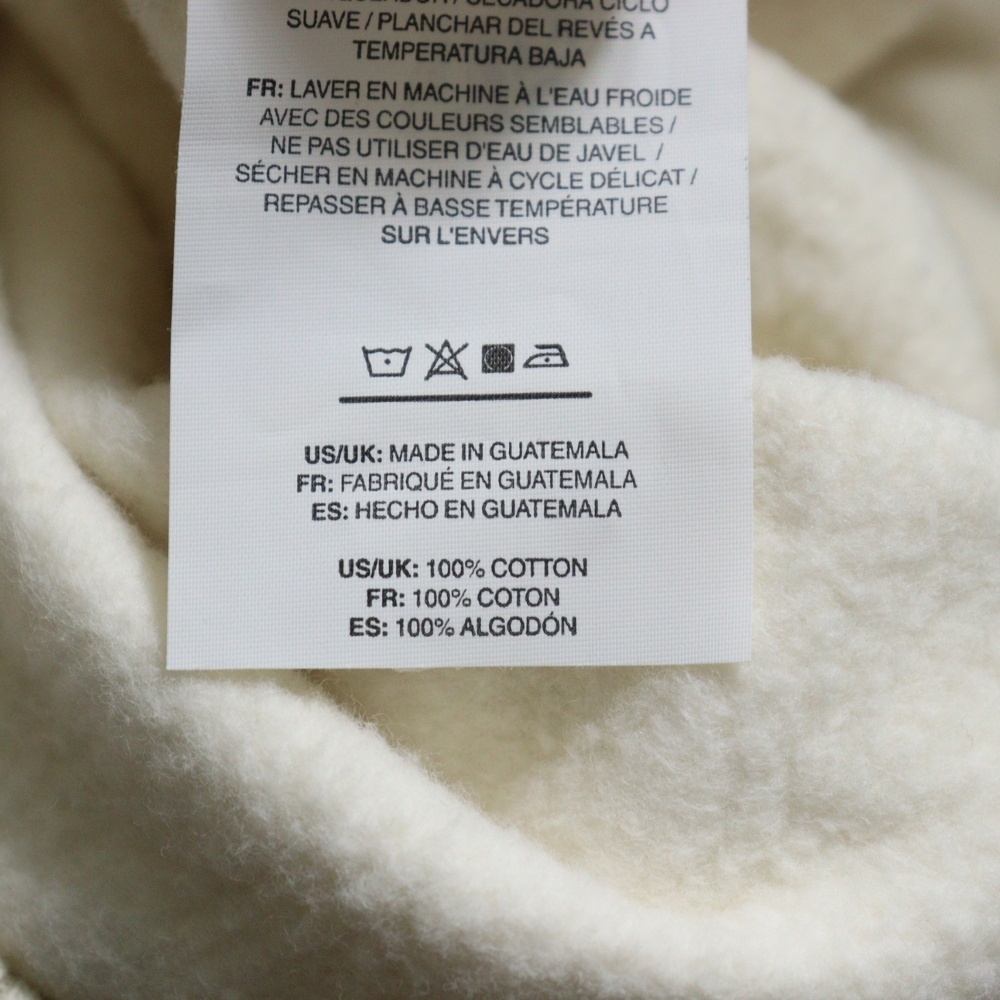 SECADORA CICLO
SUAVE / PLANCHAR DEL REVÉS A
TEMPERATURA BAJA
FR: LAVER EN MACHINE À L'EAU FROIDE
AVEC DES COULEURS SEMBLABLES /
NE PAS UTILISER D'EAU DE JAVEL /
SÉCHER EN MACHINE À CYCLE DÉLICAT /
REPASSER À BASSE TEMPÉRATURE
SUR L'ENVERS
US/UK: MADE IN GUATEMALA
FR: FABRIQUÉ EN GUATEMALA
ES: HECHO EN GUATEMALA
US/UK: 100% COTTON
FR: 100% COTON
ES: 100% ALGODÓN